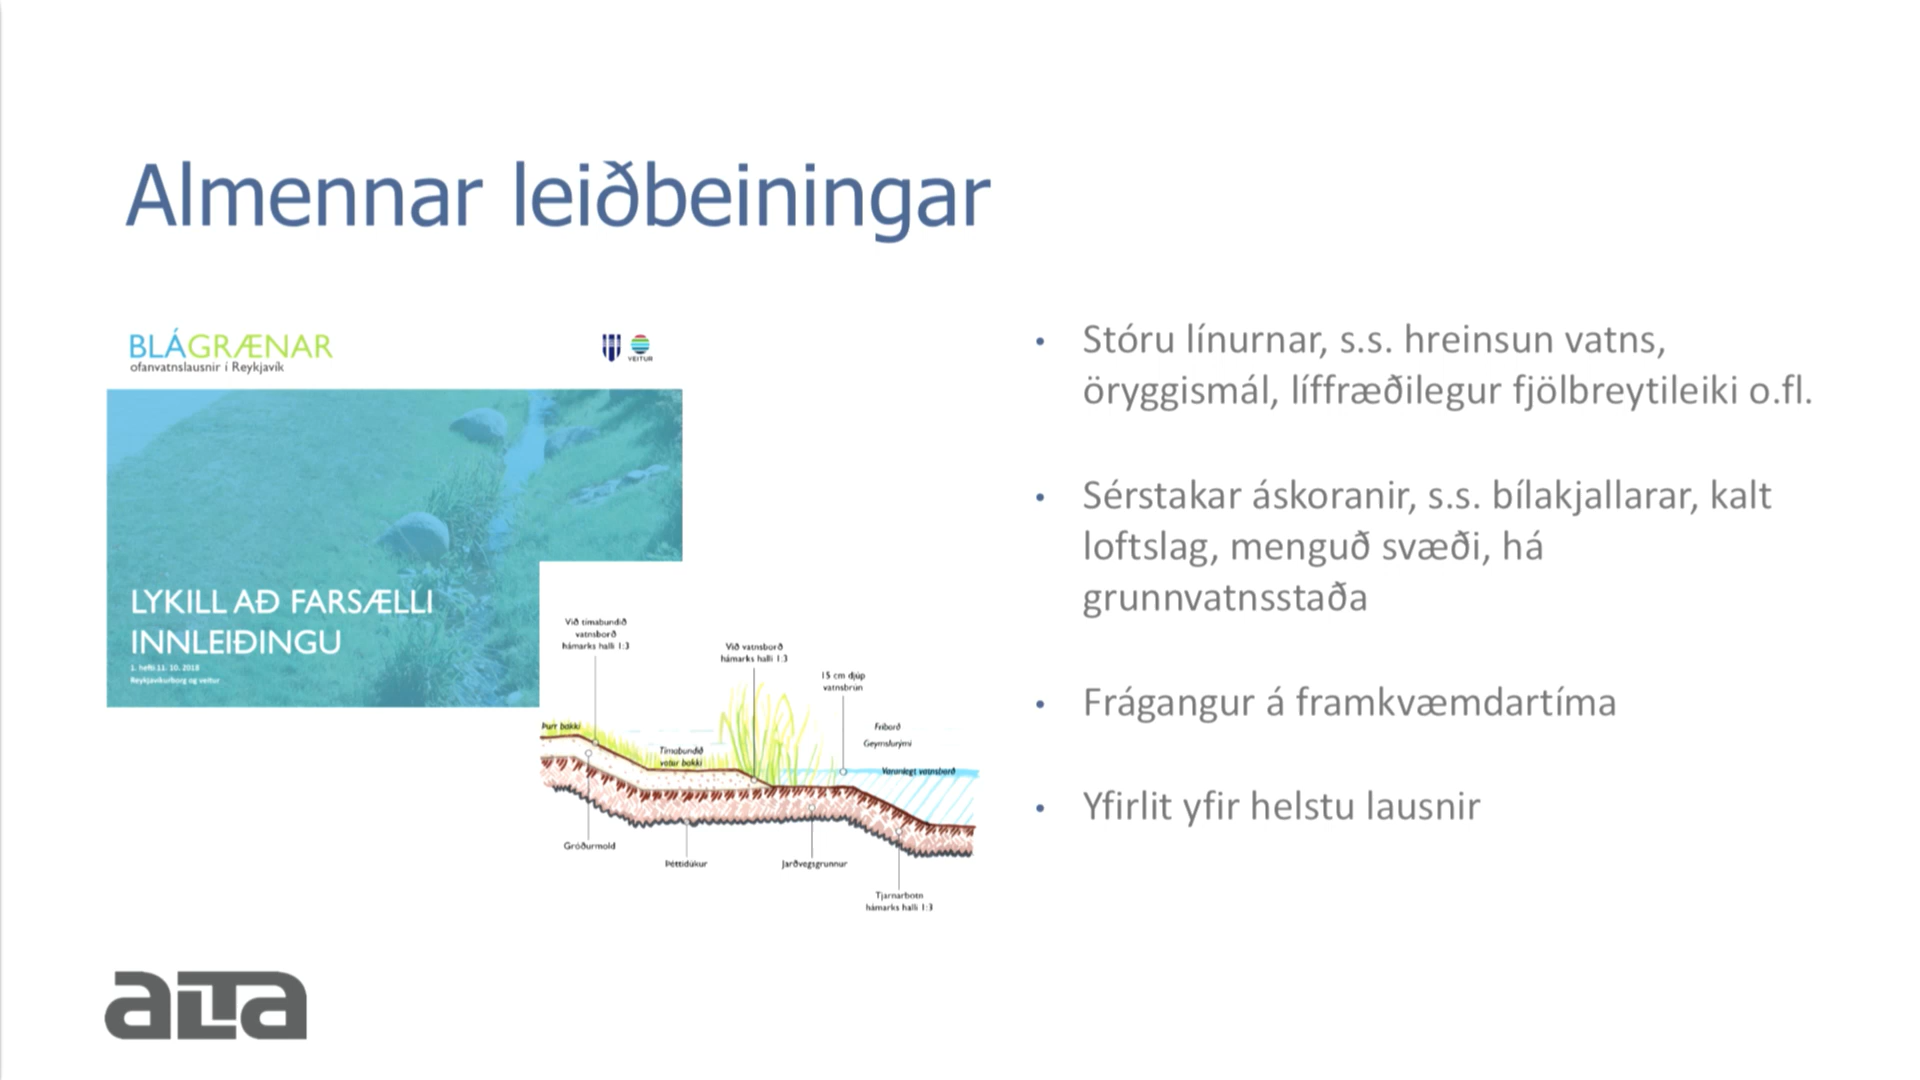 Almennar leiðbeiningar
BLÁGRÆNAR
ofanvatnslausnir í Reykjavík
VEITUR
LYKILL AÐ FARSÆLLI
INNLEIÐINGU
1. hefti 11. 10. 2018
Reykjavíkurborg og veitur
Við tímabundið
vatnsborð
hámarks halli 1:3
Við vatnsborð
hámarks halli 1:3
15 cm djúp
vatnsbrún
Þurr bakki
Tímabundið
votur bakki
Fríborð
Geymslurými
Varanlegt vatnsborð
Gróðurmold
Þéttidúkur
Jarðvegsgrunnur
Tjarnarbotn
hámarks halli 1:3
• Stóru línurnar, s.s. hreinsun vatns,
öryggismál, líffræðilegur fjölbreytileiki o.fl.
• Sérstakar áskoranir, s.s. bílakjallarar, kalt
loftslag, menguð svæði, há
grunnvatnsstaða
• Frágangur á framkvæmdartíma
• Yfirlit yfir helstu lausnir
alta